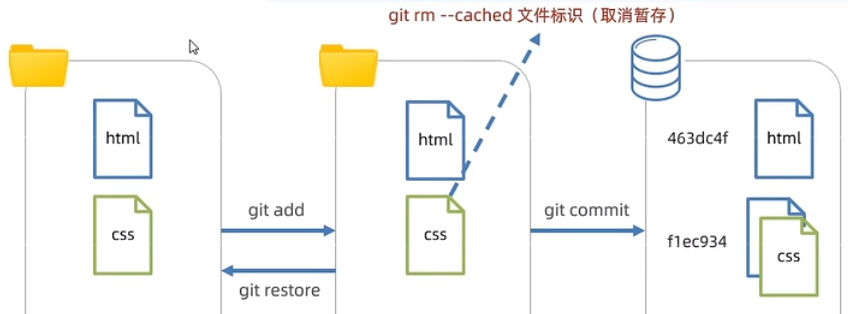 git rm --cached 文件标识（取消暂存）
html
css
git add
git restore
html
css
git commit
463dc4f
html
f1ec934
css